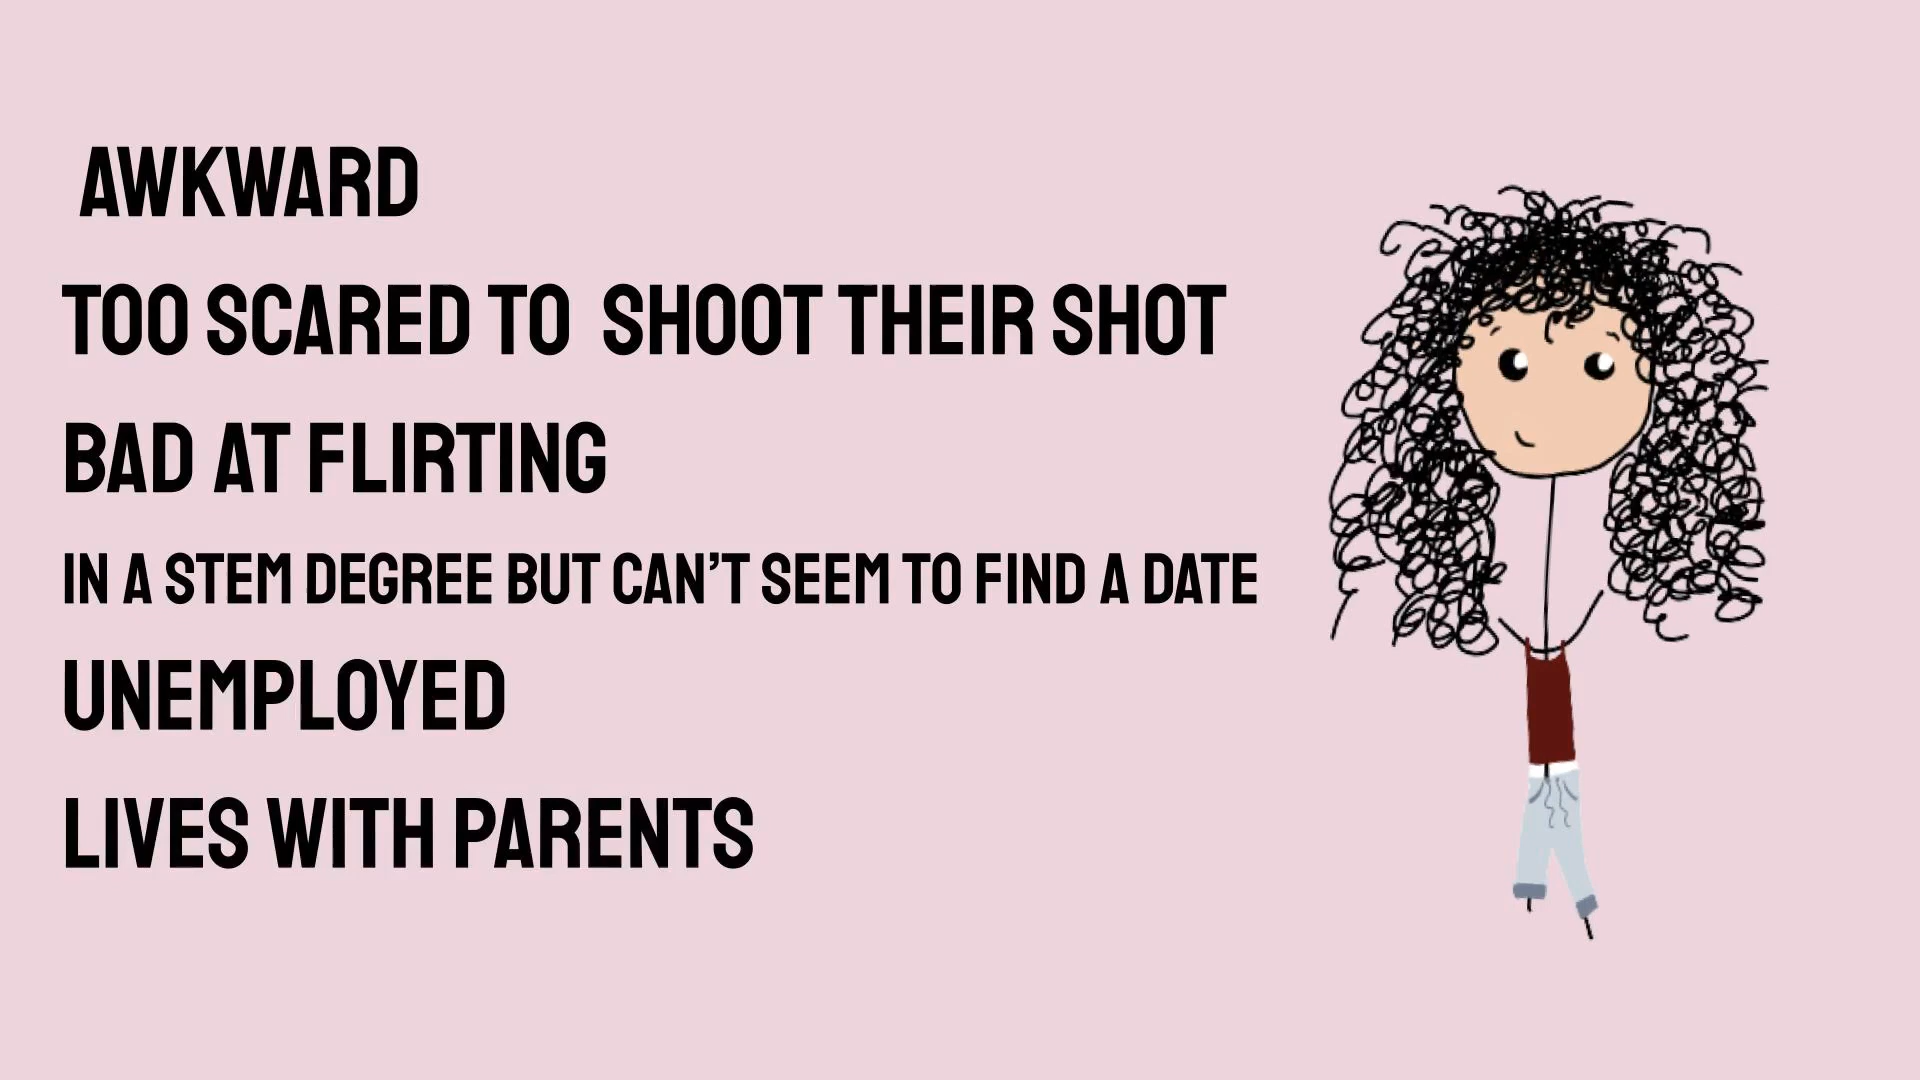 AWKWARD
TOO SCARED TO SHOOT THEIR SHOT
BAD AT FLIRTING
IN A STEM DEGREE BUT CAN'T SEEM TO FIND A DATE
UNEMPLOYED
LIVES WITH PARENTS